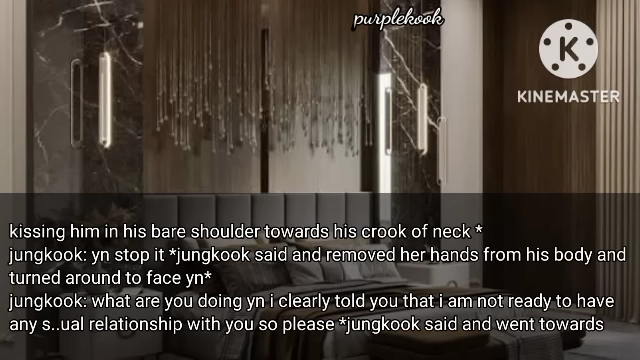 purplekook
K
KINEMASTER
kissing him in his bare shoulder towards his crook of neck *
jungkook: yn stop it *jungkook said and removed her hands from his body and
turned around to face yn*
jungkook: what are you doing yn i clearly told you that i am not ready to have
any s..ual relationship with you so please *jungkook said and went towards